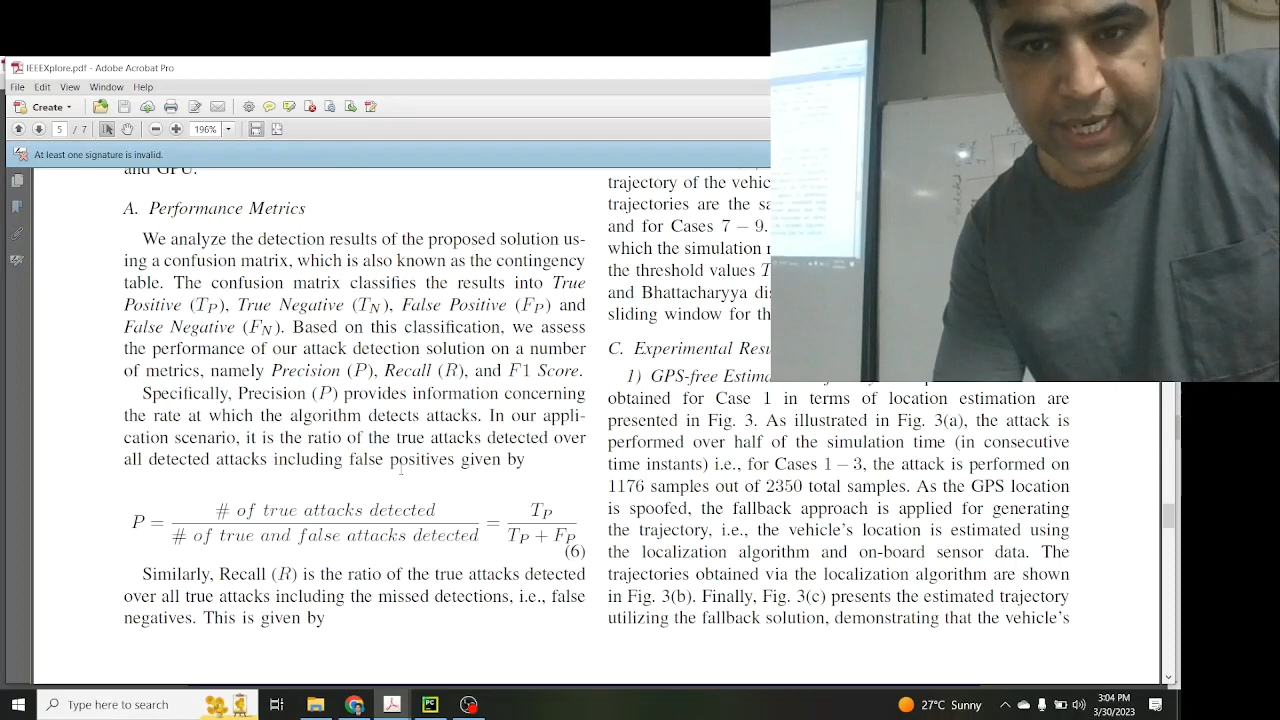 IEEEXplore.pdf - Adobe Acrobat Pro
File Edit View Window Help
Create
5 / 7
196%
At least one signature is invalid.
and GPU.
A. Performance Metrics
We analyze the detection results of the proposed solution us-
ing a confusion matrix, which is also known as the contingency
table. The confusion matrix classifies the results into True
Positive (TP), True Negative (TN), False Positive (FP) and
False Negative (FN). Based on this classification, we assess
the performance of our attack detection solution on a number
of metrics, namely Precision (P), Recall (R), and F1 Score.
Specifically, Precision (P) provides information concerning
the rate at which the algorithm detects attacks. In our appli-
cation scenario, it is the ratio of the true attacks detected over
all detected attacks including false positives given by
P = # of true attacks detected / # of true and false attacks detected = TP / TP + FP
(6)
Similarly, Recall (R) is the ratio of the true attacks detected
over all true attacks including the missed detections, i.e., false
negatives. This is given by
trajectory of the vehic
trajectories are the sa
and for Cases 7 − 9.
which the simulation
the threshold values
and Bhattacharyya dis
sliding window for th
C. Experimental Resu
1) GPS-free Estima
obtained for Case 1 in terms of location estimation are
presented in Fig. 3. As illustrated in Fig. 3(a), the attack is
performed over half of the simulation time (in consecutive
time instants) i.e., for Cases 1 − 3, the attack is performed on
1176 samples out of 2350 total samples. As the GPS location
is spoofed, the fallback approach is applied for generating
the trajectory, i.e., the vehicle's location is estimated using
the localization algorithm and on-board sensor data. The
trajectories obtained via the localization algorithm are shown
in Fig. 3(b). Finally, Fig. 3(c) presents the estimated trajectory
utilizing the fallback solution, demonstrating that the vehicle's
Type here to search
PC
27°C Sunny
3:04 PM
3/30/2023